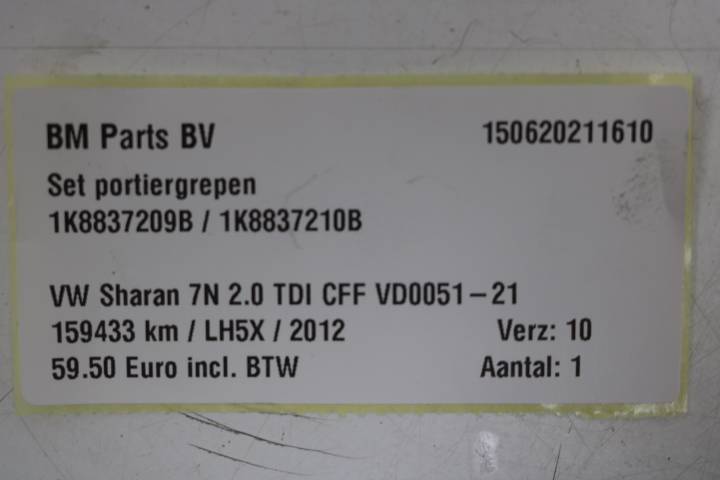 BM Parts BV 150620211610
Set portiergrepen
1K8837209B / 1K8837210B
VW Sharan 7N 2.0 TDI CFF VD0051-21
159433 km / LH5X / 2012 Verz: 10
59.50 Euro incl. BTW Aantal: 1